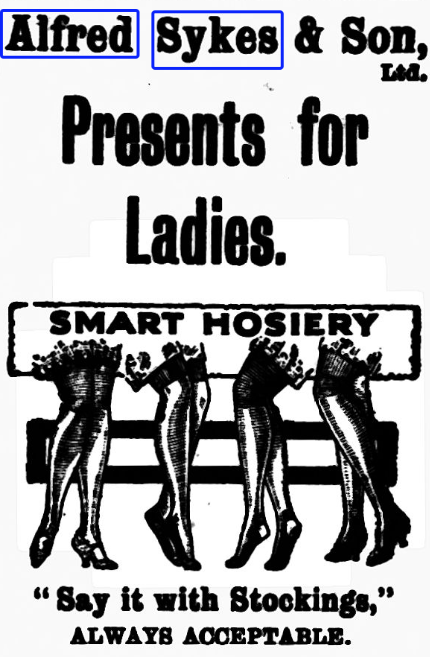 Alfred Sykes & Son,
Ltd.
Presents for
Ladies.
SMART HOSIERY
"Say it with Stockings,"
ALWAYS ACCEPTABLE.